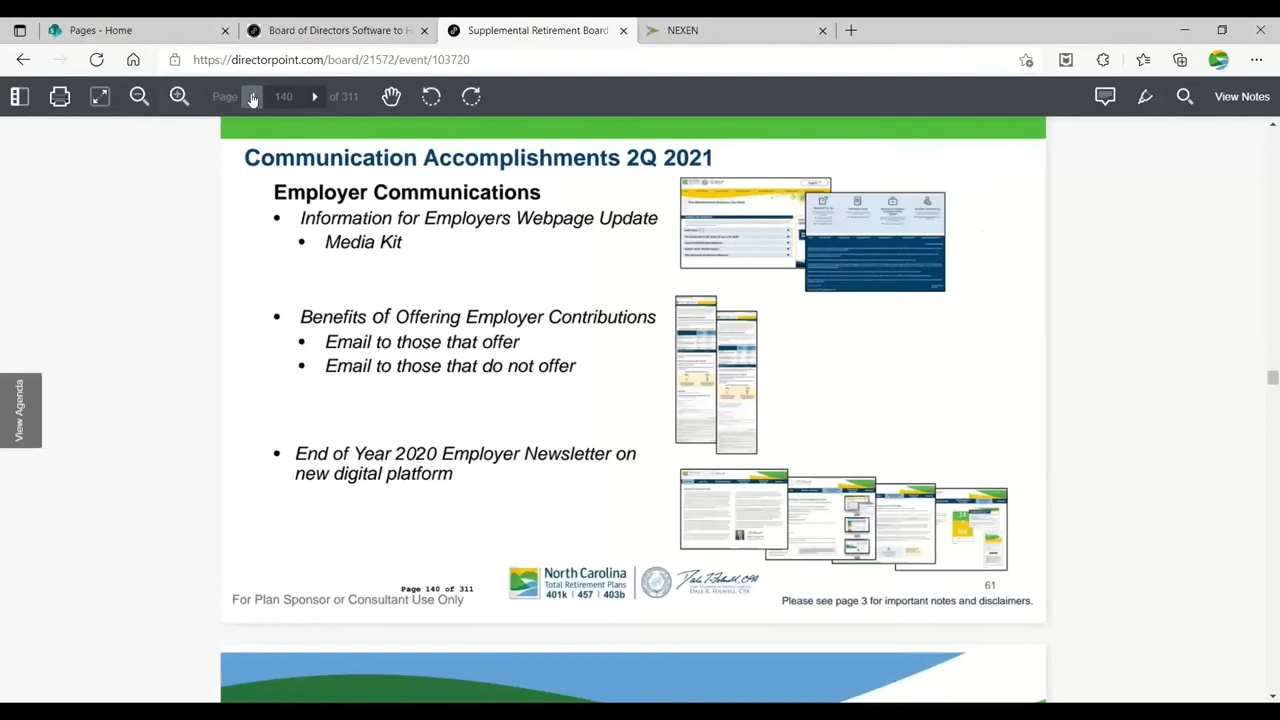 Pages - Home
Board of Directors Software to H
Supplemental Retirement Board
NEXEN
https://directorpoint.com/board/21572/event/103720
Page 140 of 311
View Notes
View Agenda
Communication Accomplishments 2Q 2021
Employer Communications
• Information for Employers Webpage Update
• Media Kit
• Benefits of Offering Employer Contributions
• Email to those that offer
• Email to those that do not offer
• End of Year 2020 Employer Newsletter on
new digital platform
North Carolina
Total Retirement Plans
401k | 457 | 403b
DALE R. FOLWELL, CPA
61
Page 140 of 311
For Plan Sponsor or Consultant Use Only
Please see page 3 for important notes and disclaimers.